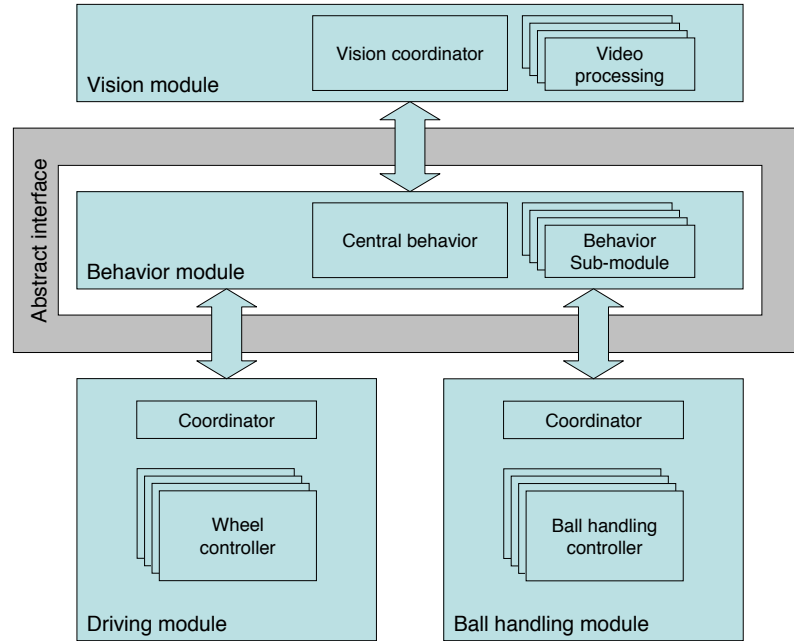 Vision coordinator
Video
processing
Vision module
Abstract interface
Central behavior
Behavior
Sub-module
Behavior module
Coordinator
Wheel
controller
Driving module
Coordinator
Ball handling
controller
Ball handling module